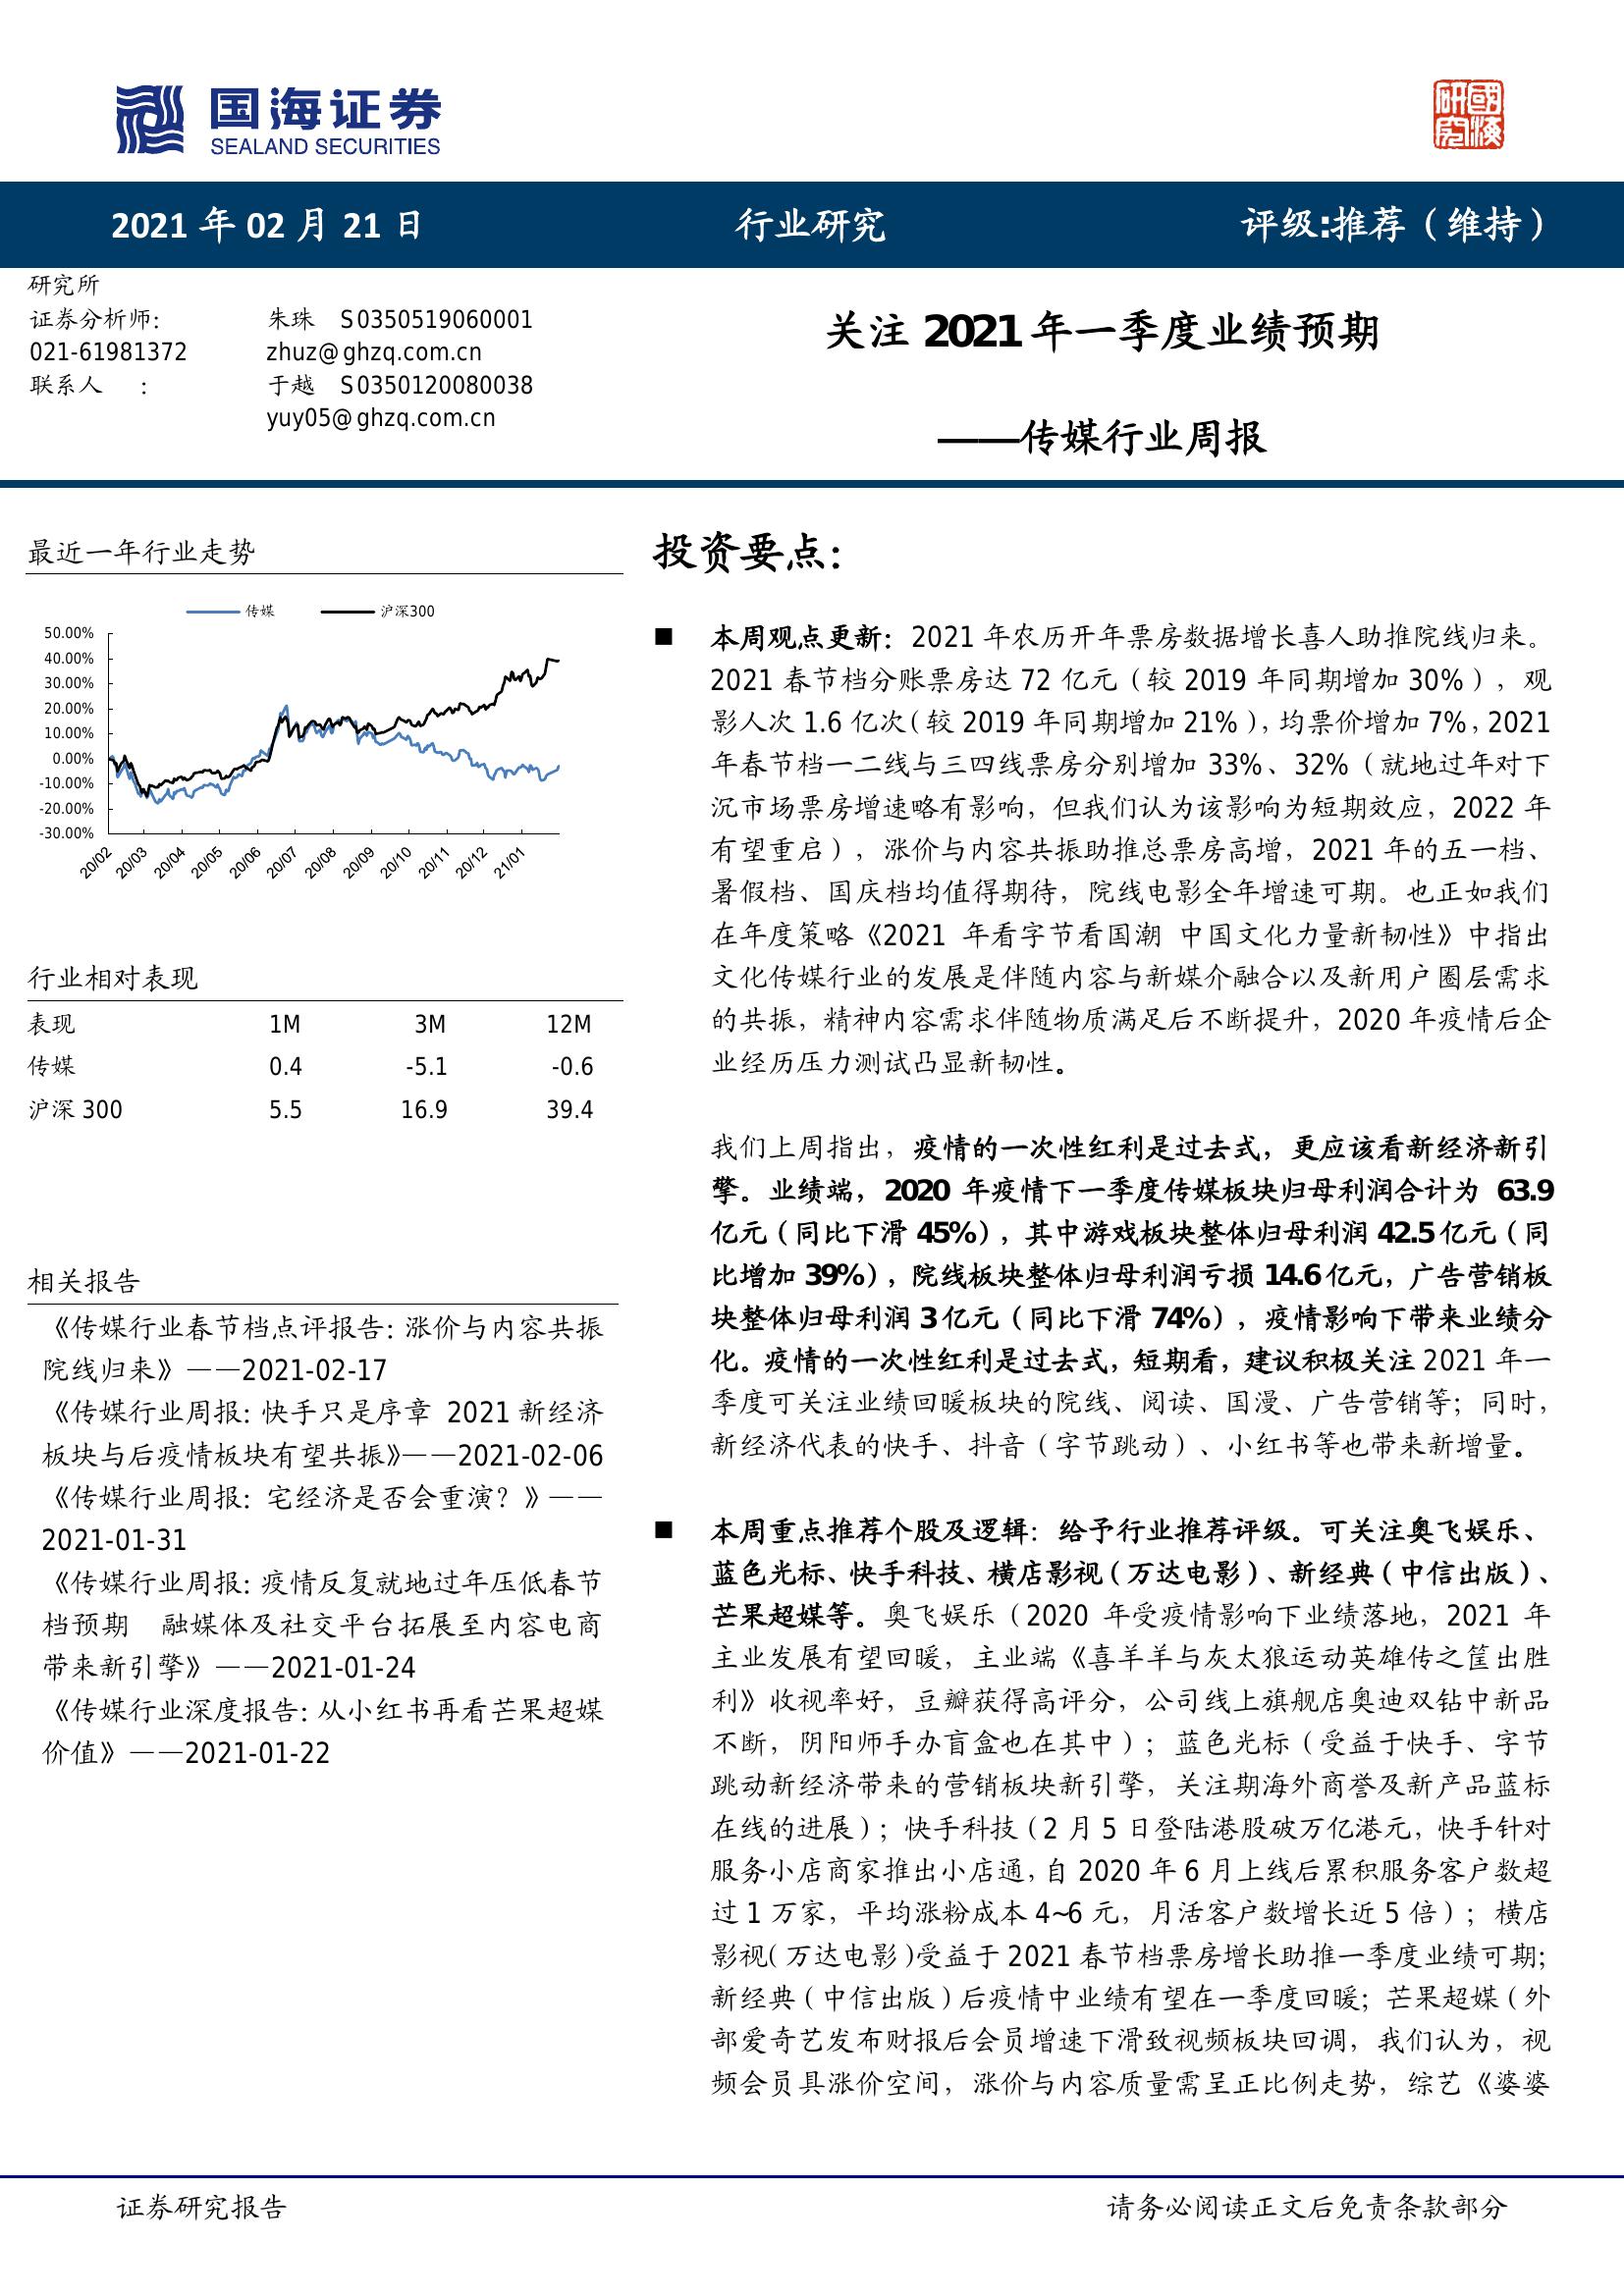 国海证券
SEALAND SECURITIES
研究
國海
2021 年 02 月 21 日
行业研究
评级:推荐（维持）
研究所
证券分析师: 朱珠 S0350519060001
021-61981372 zhuz@ghzq.com.cn
联系人 : 于越 S0350120080038
yuy05@ghzq.com.cn
关注 2021 年一季度业绩预期
——传媒行业周报
最近一年行业走势
传媒 沪深300
50.00%
40.00%
30.00%
20.00%
10.00%
0.00%
-10.00%
-20.00%
-30.00%
20/02 20/03 20/04 20/05 20/06 20/07 20/08 20/09 20/10 20/11 20/12 21/01
行业相对表现
表现 1M 3M 12M
传媒 0.4 -5.1 -0.6
沪深 300 5.5 16.9 39.4
相关报告
《传媒行业春节档点评报告：涨价与内容共振
院线归来》——2021-02-17
《传媒行业周报：快手只是序章 2021 新经济
板块与后疫情板块有望共振》——2021-02-06
《传媒行业周报：宅经济是否会重演？》——
2021-01-31
《传媒行业周报：疫情反复就地过年压低春节
档预期 融媒体及社交平台拓展至内容电商
带来新引擎》——2021-01-24
《传媒行业深度报告：从小红书再看芒果超媒
价值》——2021-01-22
投资要点：
■ 本周观点更新：2021 年农历开年票房数据增长喜人助推院线归来。
2021 春节档分账票房达 72 亿元（较 2019 年同期增加 30%），观
影人次 1.6 亿次（较 2019 年同期增加 21%），均票价增加 7%，2021
年春节档一二线与三四线票房分别增加 33%、32%（就地过年对下
沉市场票房增速略有影响，但我们认为该影响为短期效应，2022 年
有望重启），涨价与内容共振助推总票房高增，2021 年的五一档、
暑假档、国庆档均值得期待，院线电影全年增速可期。也正如我们
在年度策略《2021 年看字节看国潮 中国文化力量新韧性》中指出
文化传媒行业的发展是伴随内容与新媒介融合以及新用户圈层需求
的共振，精神内容需求伴随物质满足后不断提升，2020 年疫情后企
业经历压力测试凸显新韧性。
我们上周指出，疫情的一次性红利是过去式，更应该看新经济新引
擎。业绩端，2020 年疫情下一季度传媒板块归母利润合计为 63.9
亿元（同比下滑 45%），其中游戏板块整体归母利润 42.5亿元（同
比增加 39%），院线板块整体归母利润亏损 14.6亿元，广告营销板
块整体归母利润 3亿元（同比下滑 74%），疫情影响下带来业绩分
化。疫情的一次性红利是过去式，短期看，建议积极关注 2021 年一
季度可关注业绩回暖板块的院线、阅读、国漫、广告营销等；同时，
新经济代表的快手、抖音（字节跳动）、小红书等也带来新增量。
■ 本周重点推荐个股及逻辑：给予行业推荐评级。可关注奥飞娱乐、
蓝色光标、快手科技、横店影视（万达电影）、新经典（中信出版）、
芒果超媒等。奥飞娱乐（2020 年受疫情影响下业绩落地，2021 年
主业发展有望回暖，主业端《喜羊羊与灰太狼运动英雄传之筐出胜
利》收视率好，豆瓣获得高评分，公司线上旗舰店奥迪双钻中新品
不断，阴阳师手办盲盒也在其中）；蓝色光标（受益于快手、字节
跳动新经济带来的营销板块新引擎，关注期海外商誉及新产品蓝标
在线的进展）；快手科技（2 月 5 日登陆港股破万亿港元，快手针对
服务小店商家推出小店通，自 2020 年 6 月上线后累积服务客户数超
过 1 万家，平均涨粉成本 4~6 元，月活客户数增长近 5 倍）；横店
影视（万达电影）受益于 2021 春节档票房增长助推一季度业绩可期；
新经典（中信出版）后疫情中业绩有望在一季度回暖；芒果超媒（外
部爱奇艺发布财报后会员增速下滑致视频板块回调，我们认为，视
频会员具涨价空间，涨价与内容质量需呈正比例走势，综艺《婆婆
证券研究报告
请务必阅读正文后免责条款部分